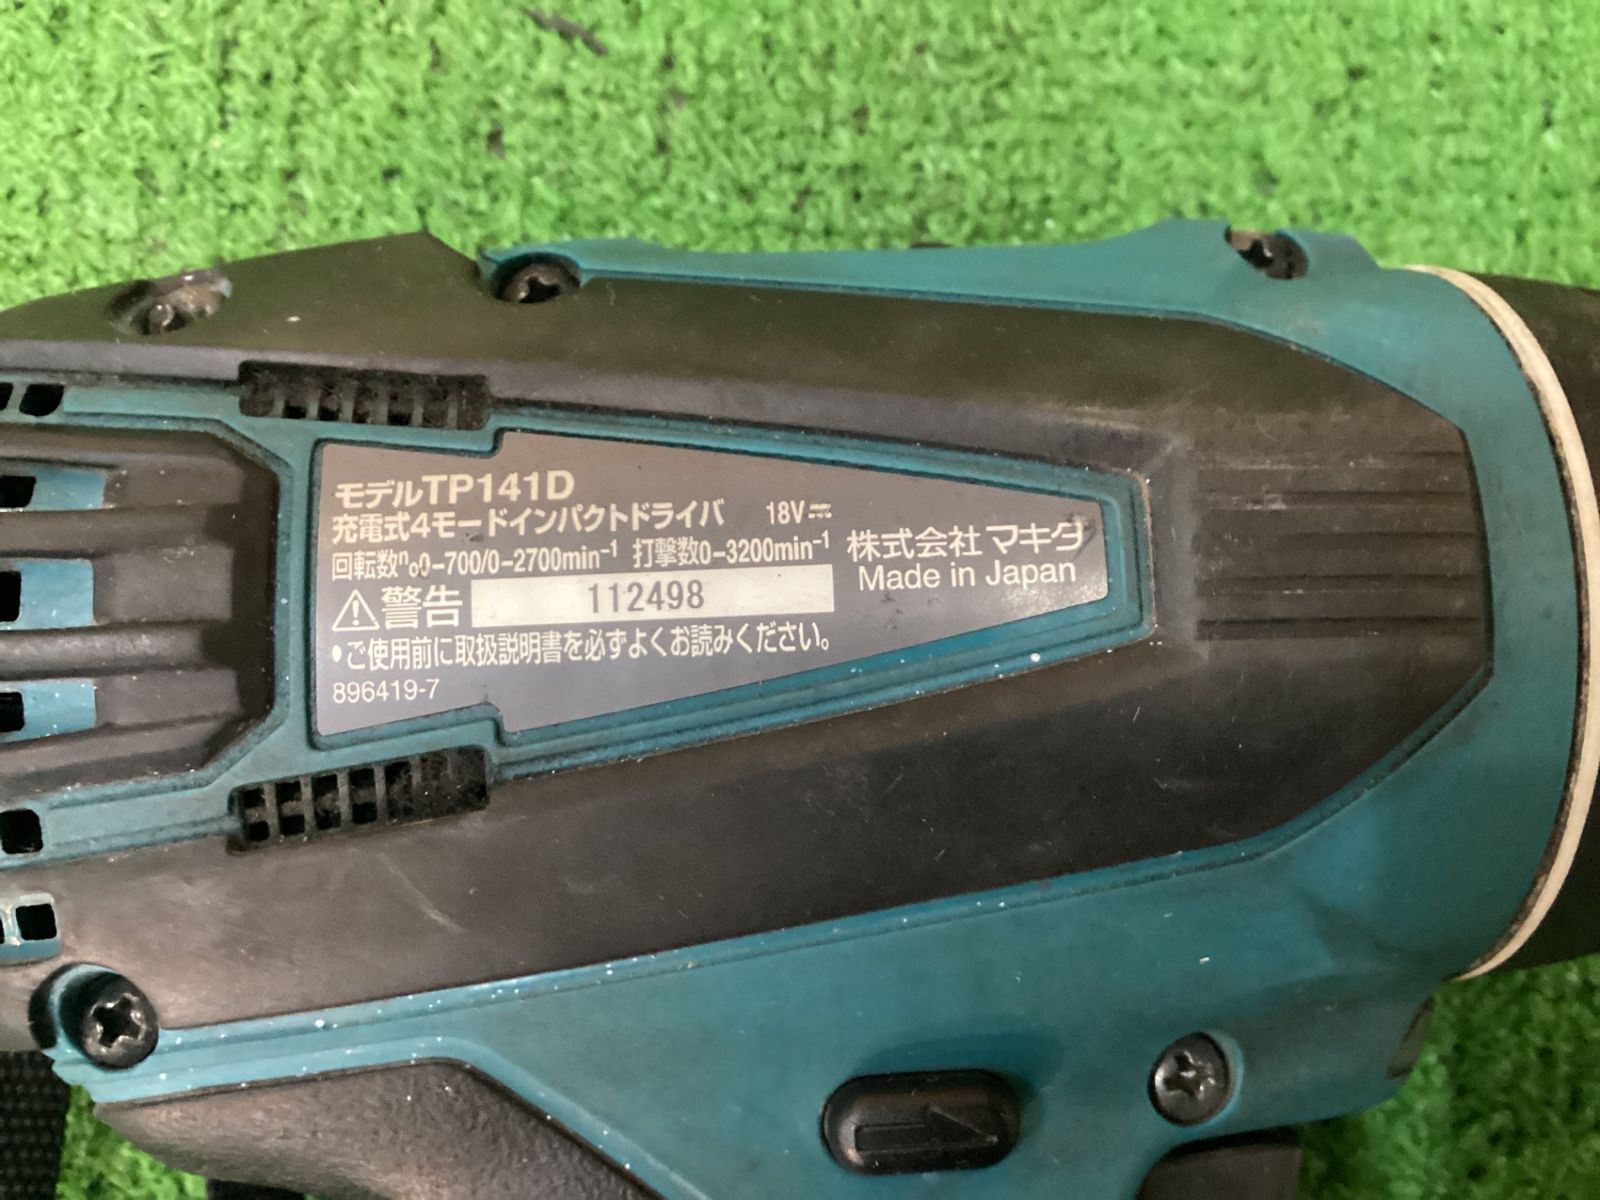 モデルTP141D
充電式4モードインパクトドライバ 18V⎓
回転数n₀0-700/0-2700min⁻¹ 打撃数0-3200min⁻¹
⚠警告 112498
•ご使用前に取扱説明書を必ずよくお読みください。
896419-7
株式会社マキタ
Made in Japan